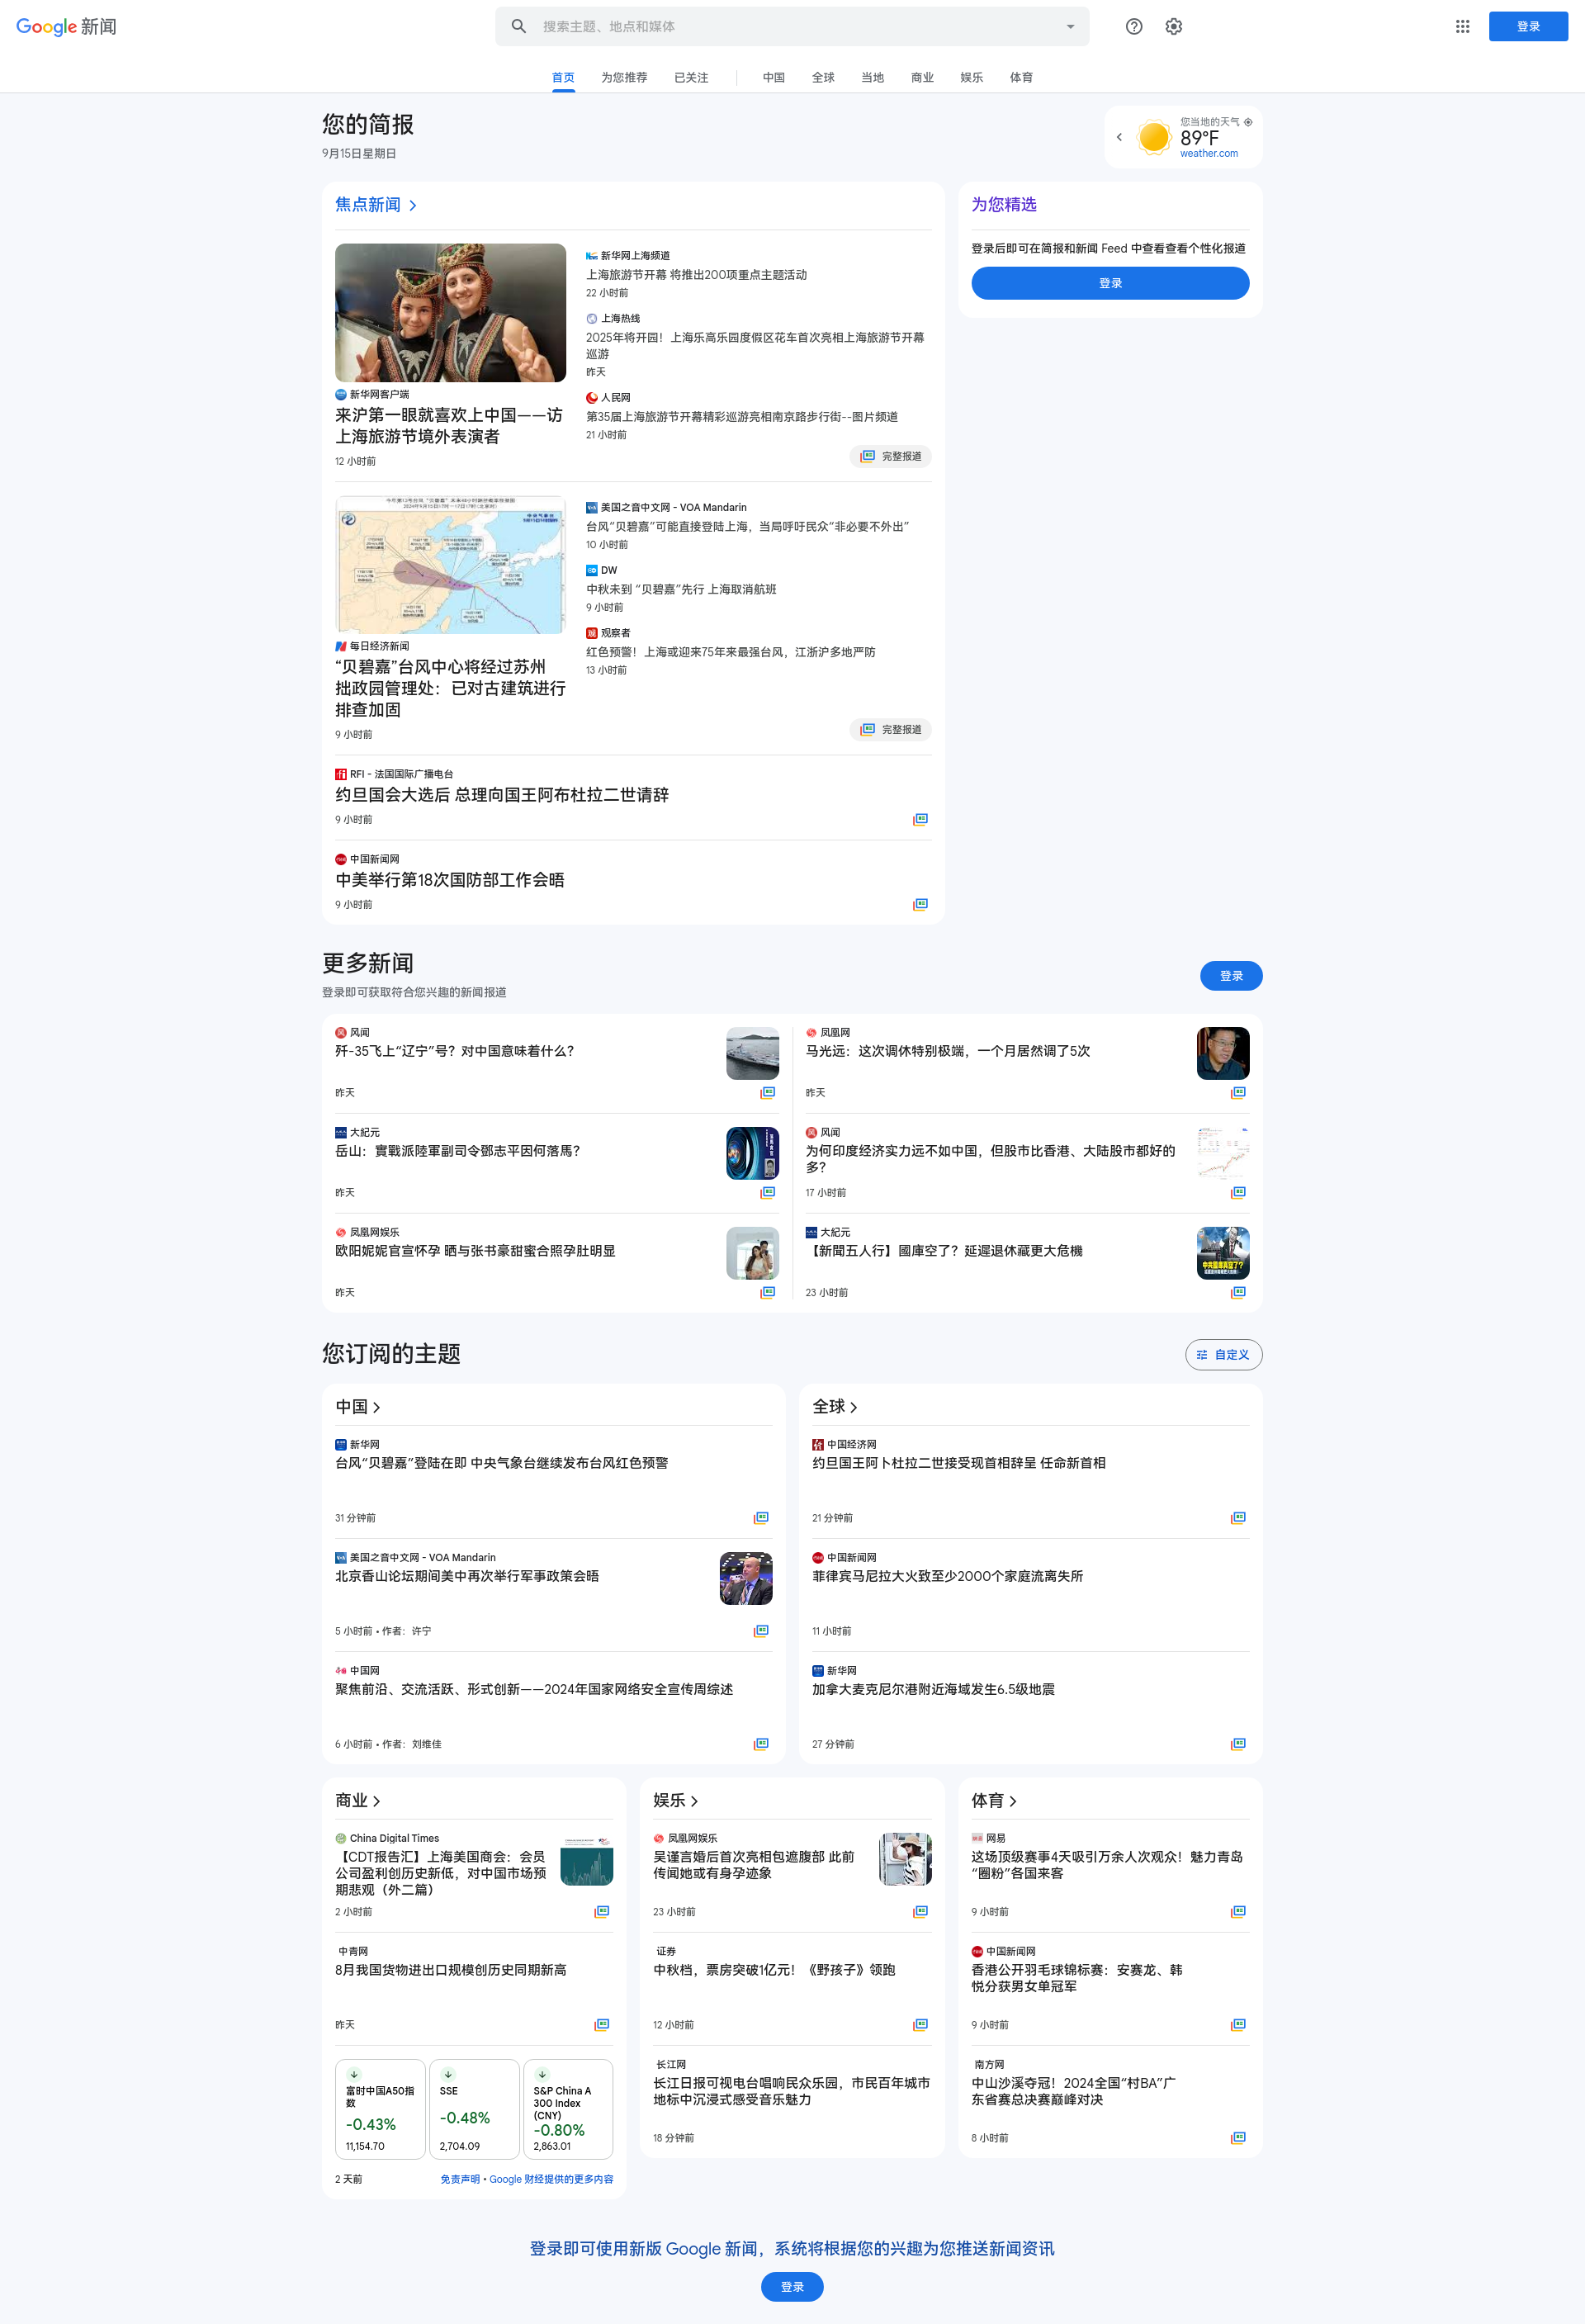 Google 新闻
搜索主题、地点和媒体
登录
首页
为您推荐
已关注
中国
全球
当地
商业
娱乐
体育
您的简报
9月15日星期日
您当地的天气
89°F
weather.com
焦点新闻
新华网客户端
来沪第一眼就喜欢上中国——访
上海旅游节境外表演者
12 小时前
新华网上海频道
上海旅游节开幕 将推出200项重点主题活动
22 小时前
上海热线
2025年将开园！上海乐高乐园度假区花车首次亮相上海旅游节开幕
巡游
昨天
人民网
第35届上海旅游节开幕精彩巡游亮相南京路步行街--图片频道
21 小时前
完整报道
为您精选
登录后即可在简报和新闻 Feed 中查看查看个性化报道
登录
每日经济新闻
“贝碧嘉”台风中心将经过苏州
拙政园管理处：已对古建筑进行
排查加固
9 小时前
美国之音中文网 - VOA Mandarin
台风“贝碧嘉”可能直接登陆上海，当局呼吁民众“非必要不外出”
10 小时前
DW
中秋未到 “贝碧嘉”先行 上海取消航班
9 小时前
观察者
红色预警！上海或迎来75年来最强台风，江浙沪多地严防
13 小时前
完整报道
RFI - 法国国际广播电台
约旦国会大选后 总理向国王阿布杜拉二世请辞
9 小时前
中国新闻网
中美举行第18次国防部工作会晤
9 小时前
更多新闻
登录即可获取符合您兴趣的新闻报道
登录
风闻
歼-35飞上“辽宁”号？对中国意味着什么？
昨天
凤凰网
马光远：这次调休特别极端，一个月居然调了5次
昨天
大紀元
岳山：實戰派陸軍副司令鄧志平因何落馬？
昨天
风闻
为何印度经济实力远不如中国，但股市比香港、大陆股市都好的
多？
17 小时前
凤凰网娱乐
欧阳妮妮官宣怀孕 晒与张书豪甜蜜合照孕肚明显
昨天
大紀元
【新聞五人行】國庫空了？延遲退休藏更大危機
中共國庫真空了？
23 小时前
您订阅的主题
自定义
中国
新华网
台风“贝碧嘉”登陆在即 中央气象台继续发布台风红色预警
31 分钟前
美国之音中文网 - VOA Mandarin
北京香山论坛期间美中再次举行军事政策会晤
5 小时前 • 作者：许宁
中国网
聚焦前沿、交流活跃、形式创新——2024年国家网络安全宣传周综述
6 小时前 • 作者：刘维佳
全球
中国经济网
约旦国王阿卜杜拉二世接受现首相辞呈 任命新首相
21 分钟前
中国新闻网
菲律宾马尼拉大火致至少2000个家庭流离失所
11 小时前
新华网
加拿大麦克尼尔港附近海域发生6.5级地震
27 分钟前
商业
China Digital Times
【CDT报告汇】上海美国商会：会员
公司盈利创历史新低，对中国市场预
期悲观（外二篇）
2 小时前
中青网
8月我国货物进出口规模创历史同期新高
昨天
富时中国A50指
数
-0.43%
11,154.70
SSE
-0.48%
2,704.09
S&P China A
300 Index
(CNY)
-0.80%
2,863.01
2 天前
免责声明 • Google 财经提供的更多内容
娱乐
凤凰网娱乐
吴谨言婚后首次亮相包遮腹部 此前
传闻她或有身孕迹象
23 小时前
证券
中秋档，票房突破1亿元！《野孩子》领跑
12 小时前
长江网
长江日报可视电台唱响民众乐园，市民百年城市
地标中沉浸式感受音乐魅力
18 分钟前
体育
网易
这场顶级赛事4天吸引万余人次观众！魅力青岛
“圈粉”各国来客
9 小时前
中国新闻网
香港公开羽毛球锦标赛：安赛龙、韩
悦分获男女单冠军
9 小时前
南方网
中山沙溪夺冠！2024全国“村BA”广
东省赛总决赛巅峰对决
8 小时前
登录即可使用新版 Google 新闻，系统将根据您的兴趣为您推送新闻资讯
登录